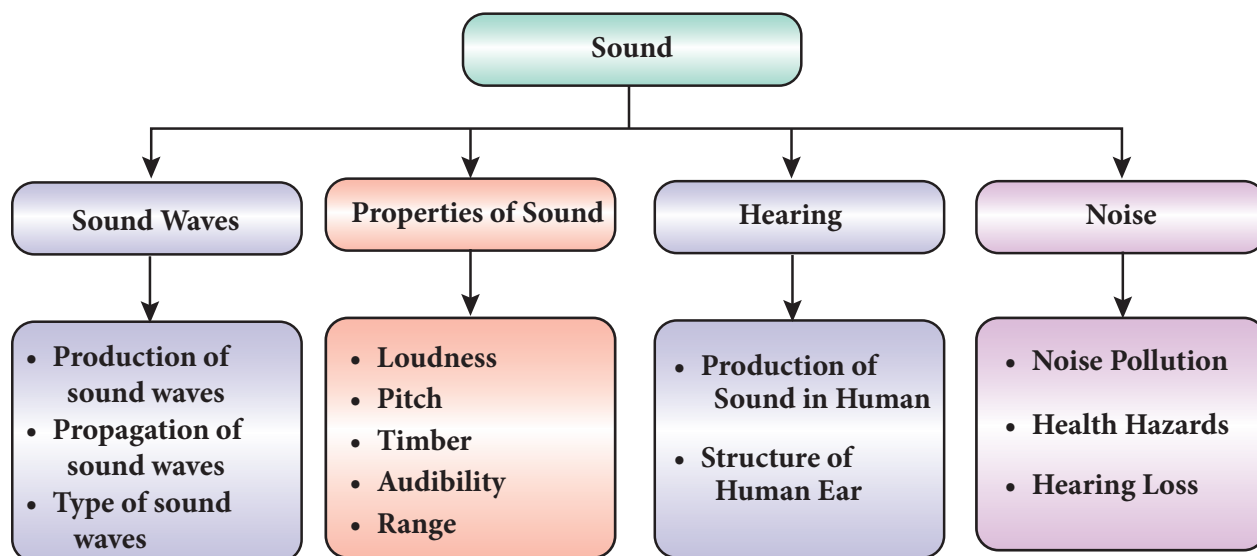 Sound
Sound Waves
Properties of Sound
Hearing
Noise
• Production of
sound waves
• Propagation of
sound waves
• Type of sound
waves
• Loudness
• Pitch
• Timber
• Audibility
• Range
• Production of
Sound in Human
• Structure of
Human Ear
• Noise Pollution
• Health Hazards
• Hearing Loss